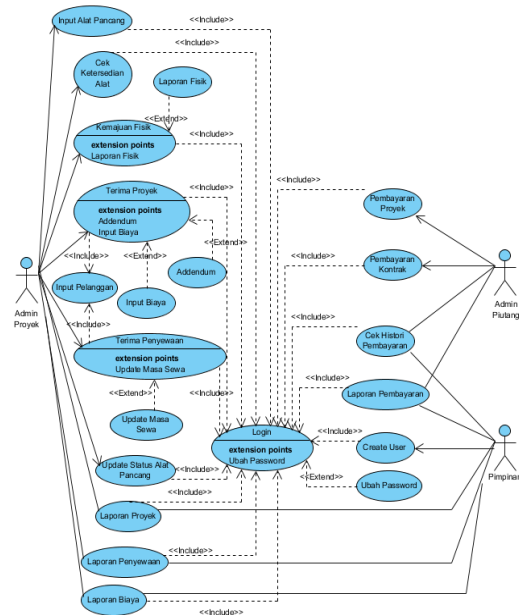 Input Alat Pancang
<<Include>>
Cek
Ketersedian
Alat
<<Include>>
Laporan Fisik
<<Extend>>
Kemajuan Fisik
extension points
Laporan Fisik
<<Include>>
Terima Proyek
extension points
Addendum
Input Biaya
<<Include>>
<<Include>>
Pembayaran
Proyek
<<Include>>
<<Extend>>
<<Extend>>
Addendum
Input Pelanggan
Input Biaya
Admin
Proyek
<<Include>>
Pembayaran
Kontrak
Admin
Piutang
<<Include>>
Terima Penyewaan
extension points
Update Masa Sewa
<<Include>>
<<Include>>
Cek Histori
Pembayaran
<<Extend>>
Update Masa
Sewa
<<Include>>
Laporan Pembayaran
<<Include>>
Login
extension points
Ubah Password
<<Include>>
Create User
<<Extend>>
Ubah Password
Pimpinan
Update Status Alat
Pancang
<<Include>>
Laporan Proyek
<<Include>>
Laporan Penyewaan
<<Include>>
Laporan Biaya
<<Include>>